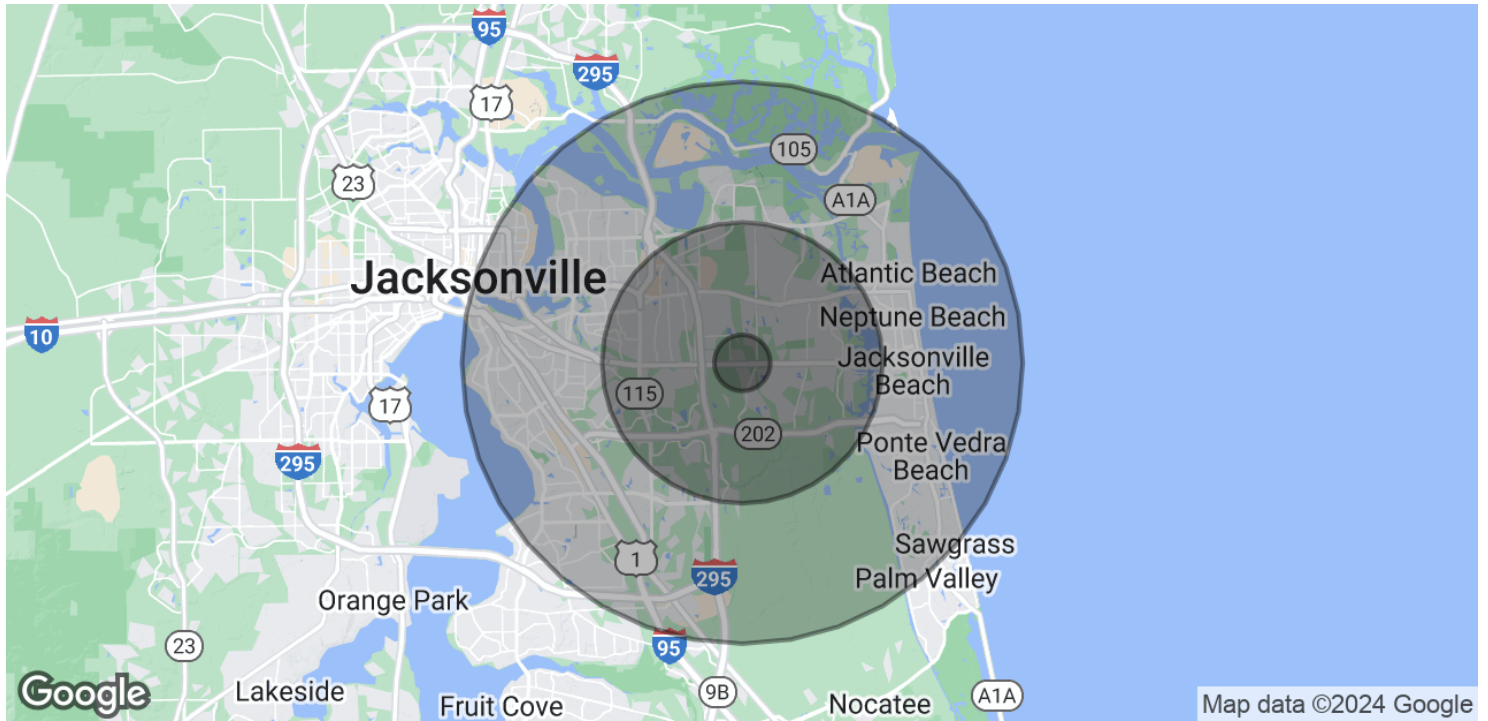 95
295
17
105
23
A1A
Atlantic Beach
Jacksonville
Neptune Beach
10
Jacksonville
Beach
115
17
202
Ponte Vedra
Beach
295
Sawgrass
1
295
Palm Valley
Orange Park
23
95
Lakeside
9B
A1A
Fruit Cove
Nocatee
Google
Map data ©2024 Google